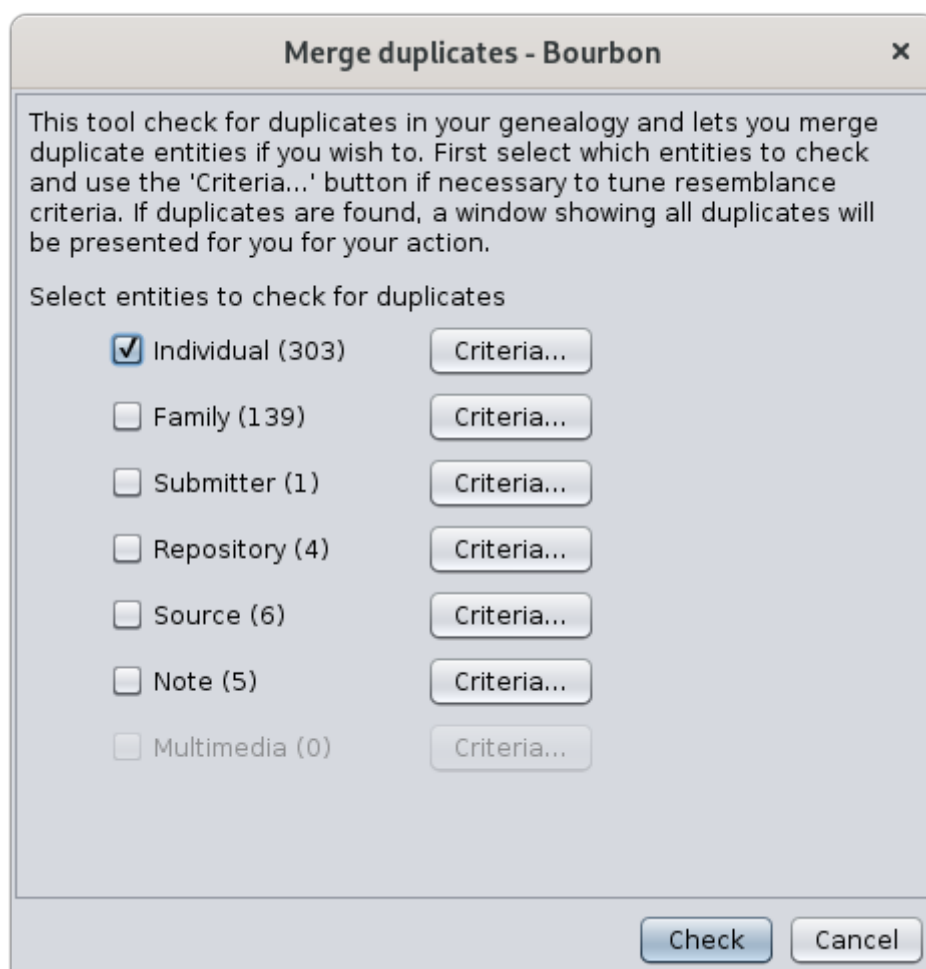 Merge duplicates - Bourbon ×
This tool check for duplicates in your genealogy and lets you merge
duplicate entities if you wish to. First select which entities to check
and use the 'Criteria...' button if necessary to tune resemblance
criteria. If duplicates are found, a window showing all duplicates will
be presented for you for your action.
Select entities to check for duplicates
Individual (303) Criteria...
Family (139) Criteria...
Submitter (1) Criteria...
Repository (4) Criteria...
Source (6) Criteria...
Note (5) Criteria...
Multimedia (0) Criteria...
Check Cancel